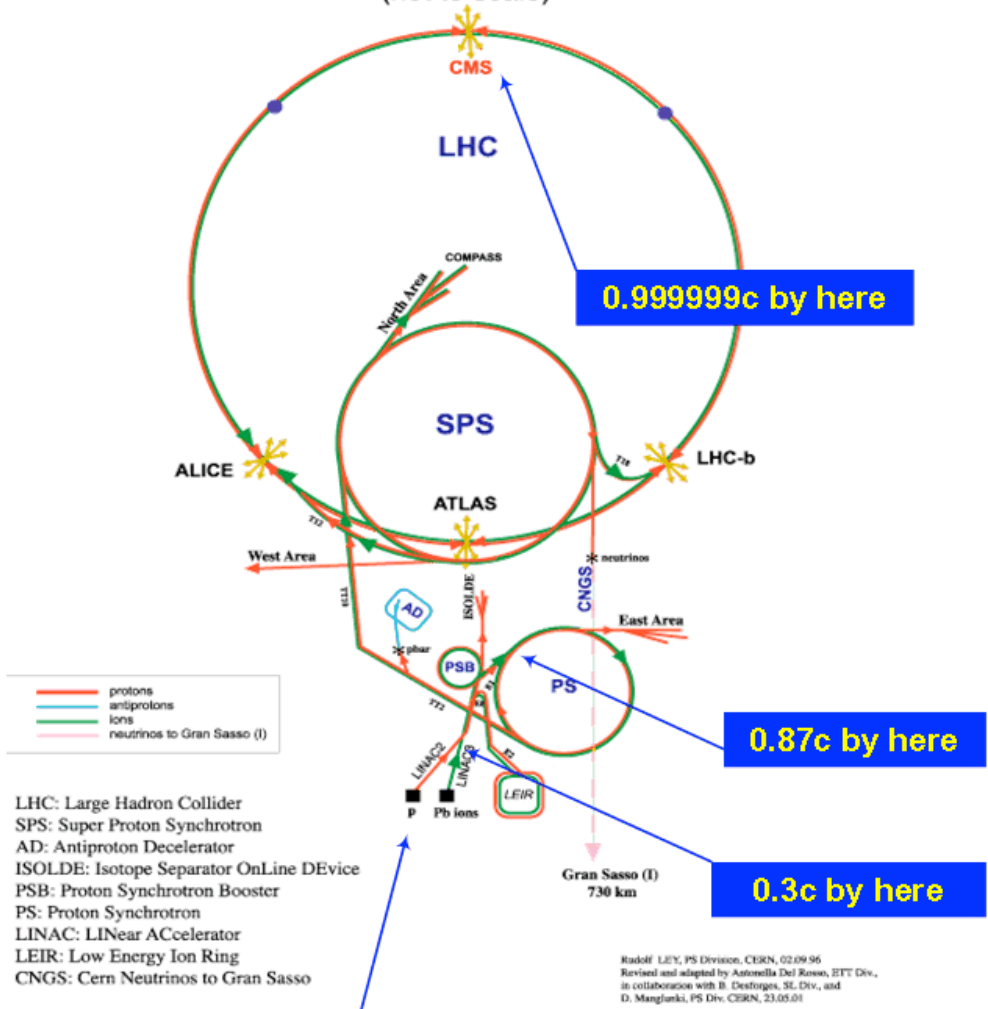 CMS
LHC
COMPASS
North Area
0.999999c by here
SPS
ALICE
LHC-b
TI8
ATLAS
TI2
West Area
neutrinos
CNGS
ISOLDE
TT10
AD
East Area
pbar
PSB
PS
TT2
E2
LINAC2
LINAC3
LEIR
p
Pb ions
0.87c by here
protons
antiprotons
ions
neutrinos to Gran Sasso (I)
Gran Sasso (I)
730 km
0.3c by here
LHC: Large Hadron Collider
SPS: Super Proton Synchrotron
AD: Antiproton Decelerator
ISOLDE: Isotope Separator OnLine DEvice
PSB: Proton Synchrotron Booster
PS: Proton Synchrotron
LINAC: LINear ACcelerator
LEIR: Low Energy Ion Ring
CNGS: Cern Neutrinos to Gran Sasso
Rudolf LEY, PS Division, CERN, 02.09.96
Revised and adapted by Antonella Del Rosso, ETT Div.,
in collaboration with B. Desforges, SL Div., and
D. Manglunki, PS Div. CERN, 23.05.01